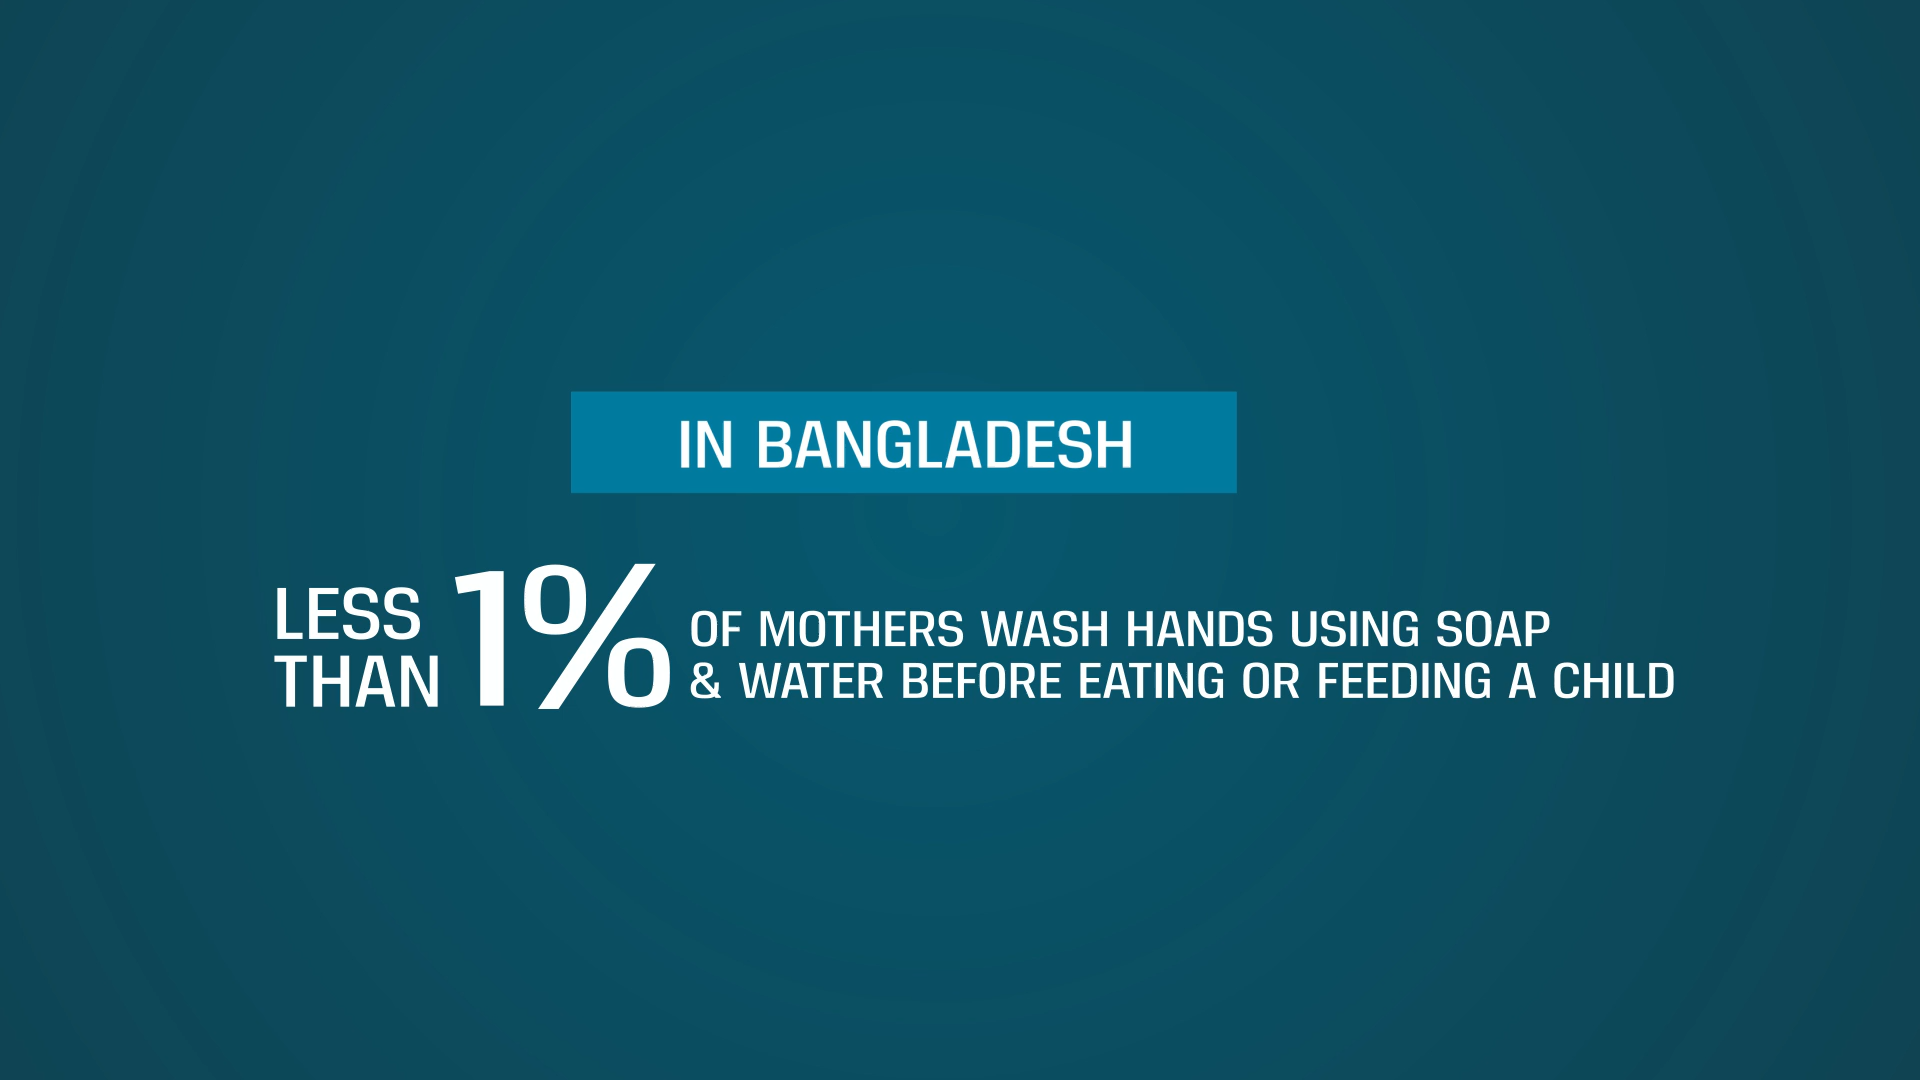 IN BANGLADESH
LESS
THAN
1%
OF MOTHERS WASH HANDS USING SOAP
& WATER BEFORE EATING OR FEEDING A CHILD